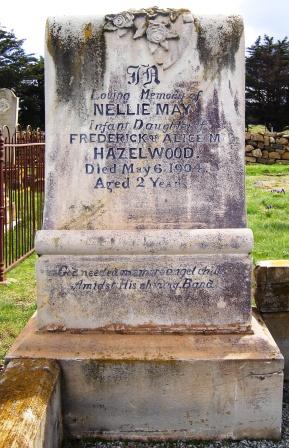 IN
Loving Memory of
NELLIE MAY
Infant Daughter of
FREDERICK & ALICE M
HAZELWOOD.
Died May 6. 1904.
Aged 2 Years
God needed one more angel child
Amidst His shining Band